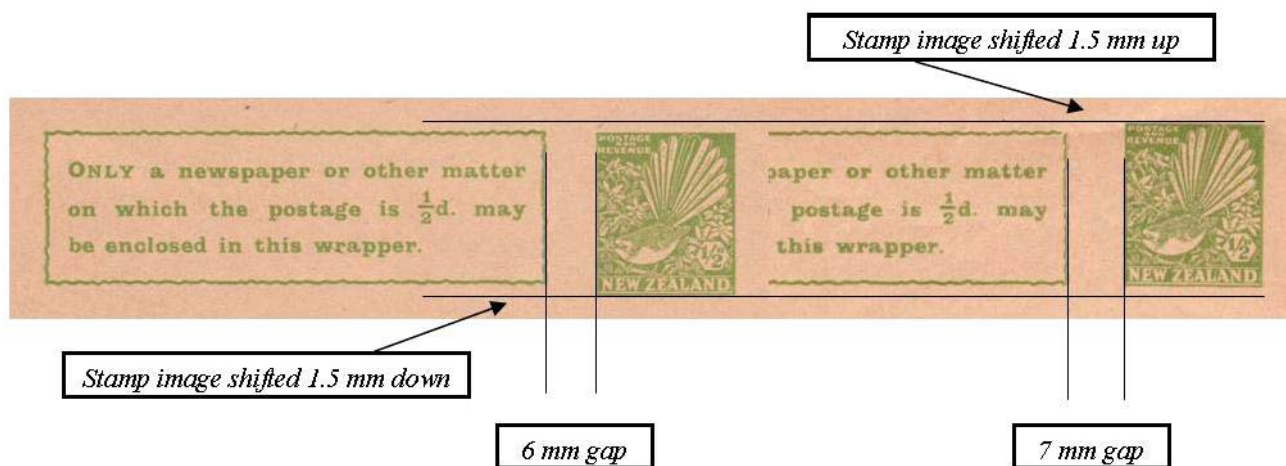 Stamp image shifted 1.5 mm up
ONLY a newspaper or other matter
on which the postage is ½d. may
be enclosed in this wrapper.
POSTAGE
AND
REVENUE
½D
NEW ZEALAND
paper or other matter
postage is ½d. may
this wrapper.
POSTAGE
AND
REVENUE
½D
NEW ZEALAND
Stamp image shifted 1.5 mm down
6 mm gap
7 mm gap